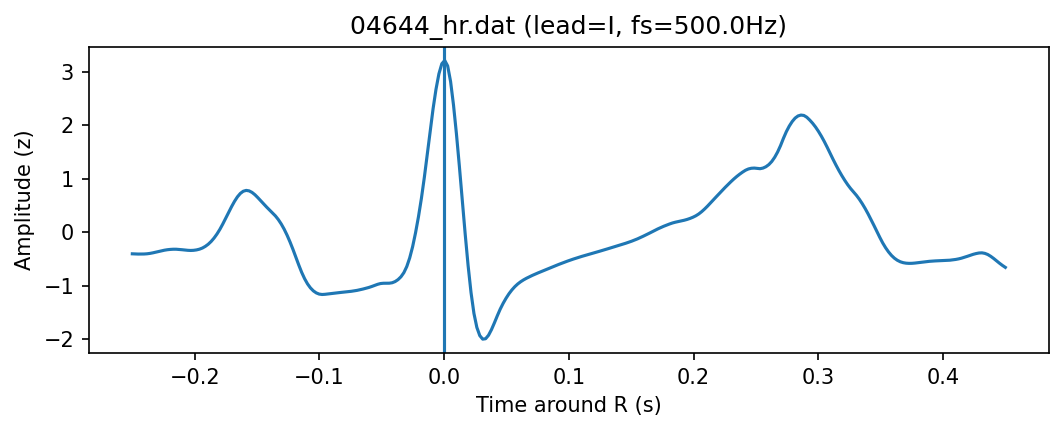 04644_hr.dat (lead=I, fs=500.0Hz)
Amplitude (z)
3
2
1
0
−1
−2
−0.2 −0.1 0.0 0.1 0.2 0.3 0.4
Time around R (s)